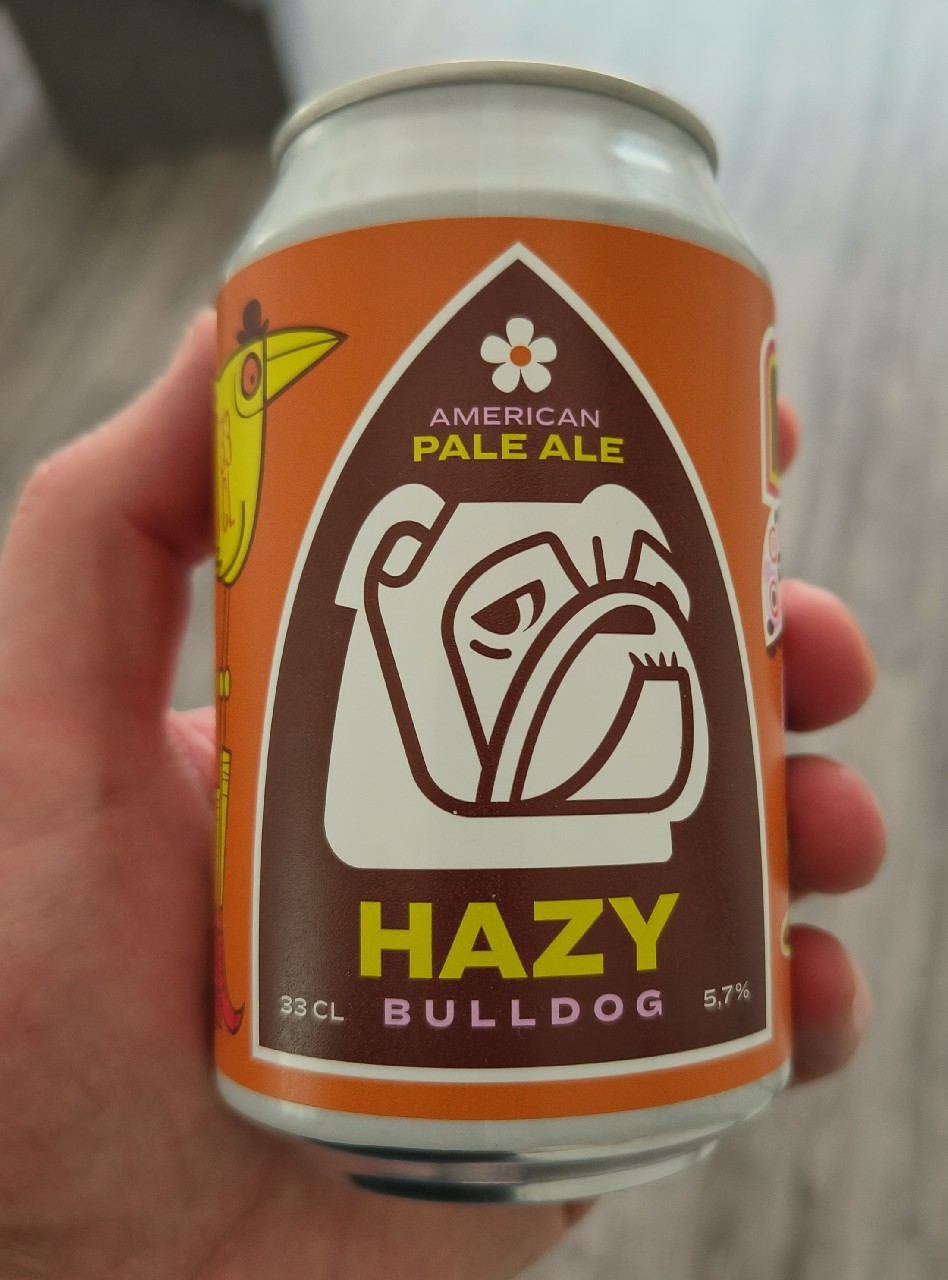 AMERICAN
PALE ALE
HAZY
33 CL BULLDOG 5,7%